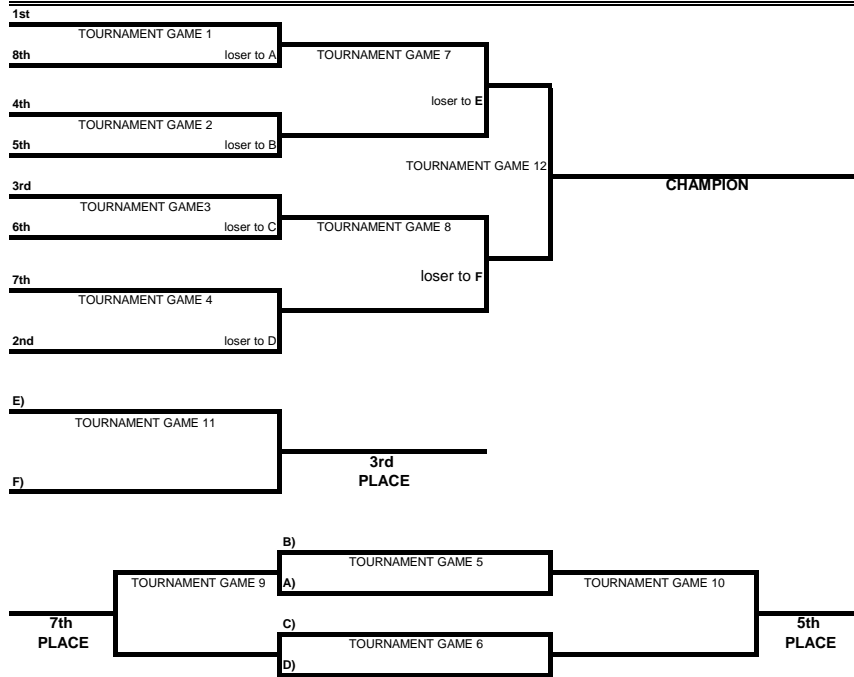 1st
TOURNAMENT GAME 1
8th loser to A
TOURNAMENT GAME 7
4th
loser to E
TOURNAMENT GAME 2
5th loser to B
TOURNAMENT GAME 12
3rd
CHAMPION
TOURNAMENT GAME3
6th loser to C
TOURNAMENT GAME 8
7th
loser to F
TOURNAMENT GAME 4
2nd loser to D
E)
TOURNAMENT GAME 11
3rd
PLACE
F)
B)
TOURNAMENT GAME 5
TOURNAMENT GAME 9
A)
TOURNAMENT GAME 10
7th
PLACE
C)
5th
PLACE
TOURNAMENT GAME 6
D)